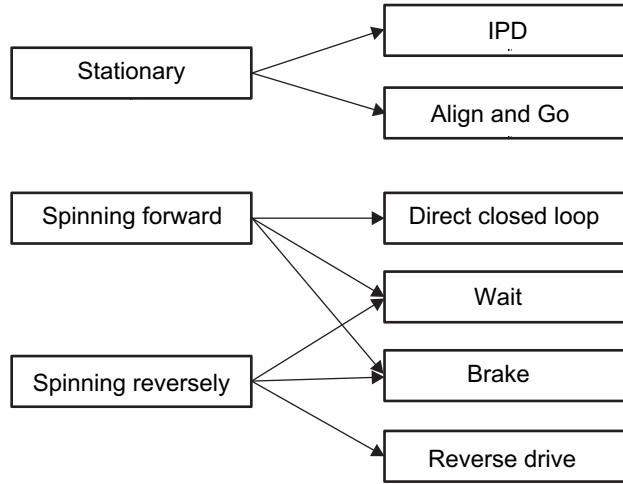 IPD
Stationary
Align and Go
Spinning forward
Direct closed loop
Wait
Spinning reversely
Brake
Reverse drive